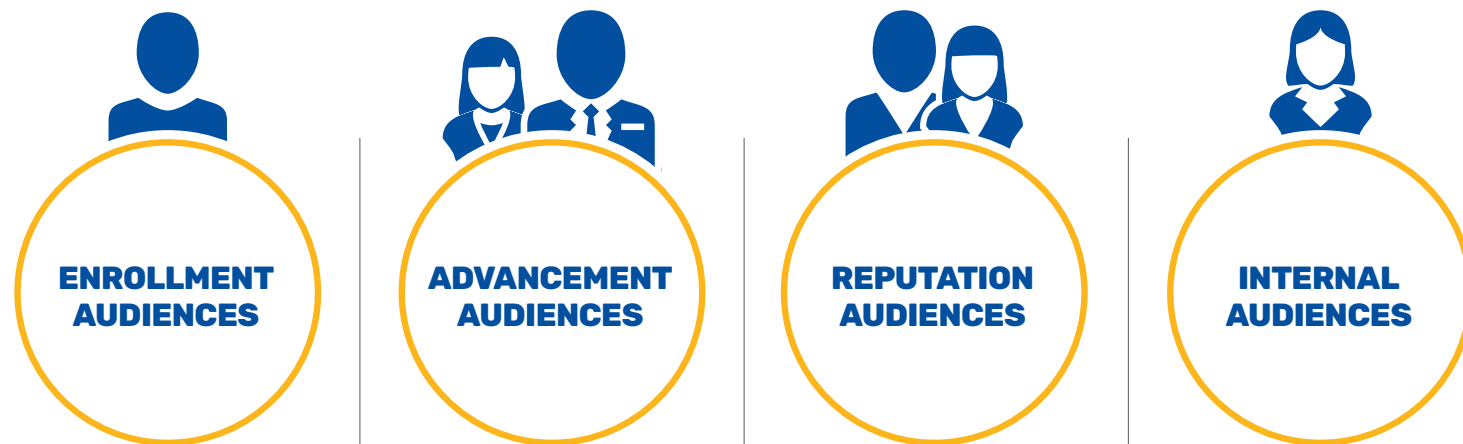 ENROLLMENT
AUDIENCES
ADVANCEMENT
AUDIENCES
REPUTATION
AUDIENCES
INTERNAL
AUDIENCES